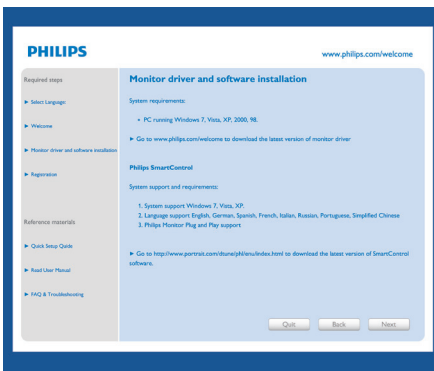 PHILIPS
www.philips.com/welcome
Required steps
► Select Language
► Welcome
► Monitor driver and software installation
► Registration
Reference materials
► Quick Setup Guide
► Read User Manual
► FAQ & Troubleshooting
Monitor driver and software installation
System requirements:
• PC running Windows 7, Vista, XP, 2000, 98.
► Go to www.philips.com/welcome to download the latest version of monitor driver
Philips SmartControl
System support and requirements:
1. System support Windows 7, Vista, XP.
2. Language support English, German, Spanish, French, Italian, Russian, Portuguese, Simplified Chinese
3. Philips Monitor Plug and Play support
► Go to http://www.portrait.com/dtune/phl/enu/index.html to download the latest version of SmartControl
software.
Quit
Back
Next